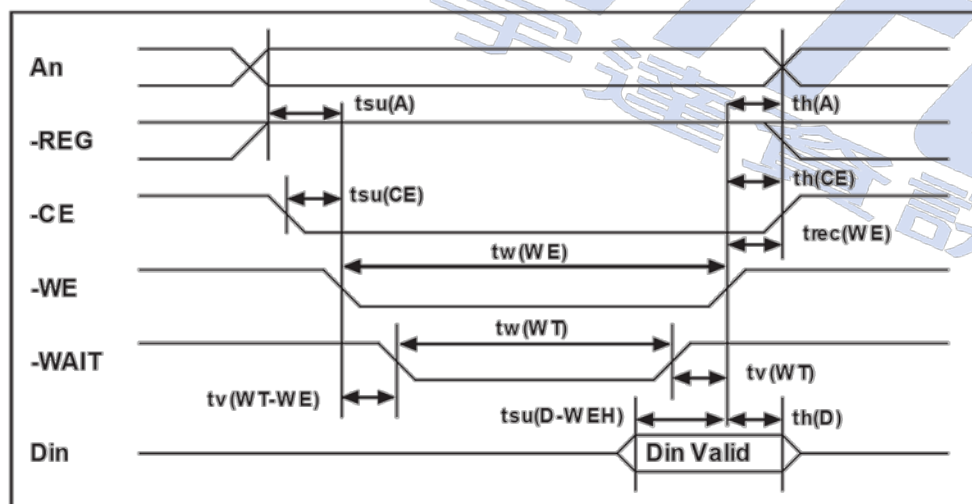 An
tsu(A)
th(A)
-REG
tsu(CE)
th(CE)
-CE
trec(WE)
tw(WE)
-WE
tw(WT)
-WAIT
tv(WT-WE)
tv(WT)
tsu(D-WEH)
th(D)
Din
Din Valid